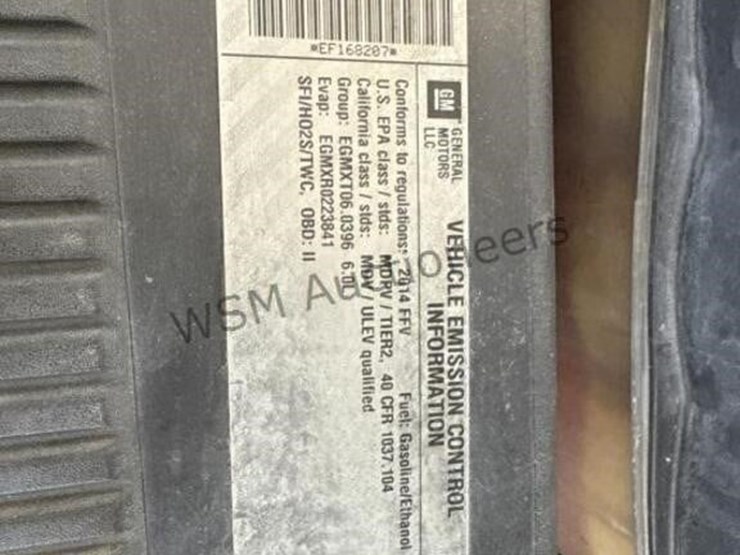 *EF168207*
GM
GENERAL
MOTORS
LLC
VEHICLE EMISSION CONTROL
INFORMATION
Conforms to regulations: 2014 FFV Fuel: Gasoline/Ethanol
U.S. EPA class / stds: MDPV / TIER2, 40 CFR 1037.104
California class / stds: MDV / ULEV qualified
Group: EGMXT06.0396 6.0L
Evap: EGMXR0223841
SFI/HO2S/TWC, OBD: II
WSM Auctioneers